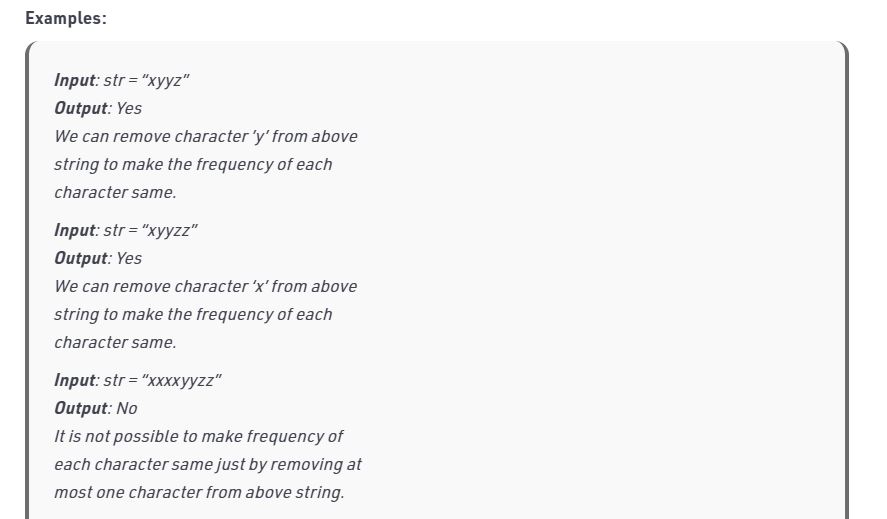 Examples:
Input: str = “xyyz”
Output: Yes
We can remove character ’y’ from above
string to make the frequency of each
character same.
Input: str = “xyyzz”
Output: Yes
We can remove character ‘x’ from above
string to make the frequency of each
character same.
Input: str = “xxxxyyzz”
Output: No
It is not possible to make frequency of
each character same just by removing at
most one character from above string.